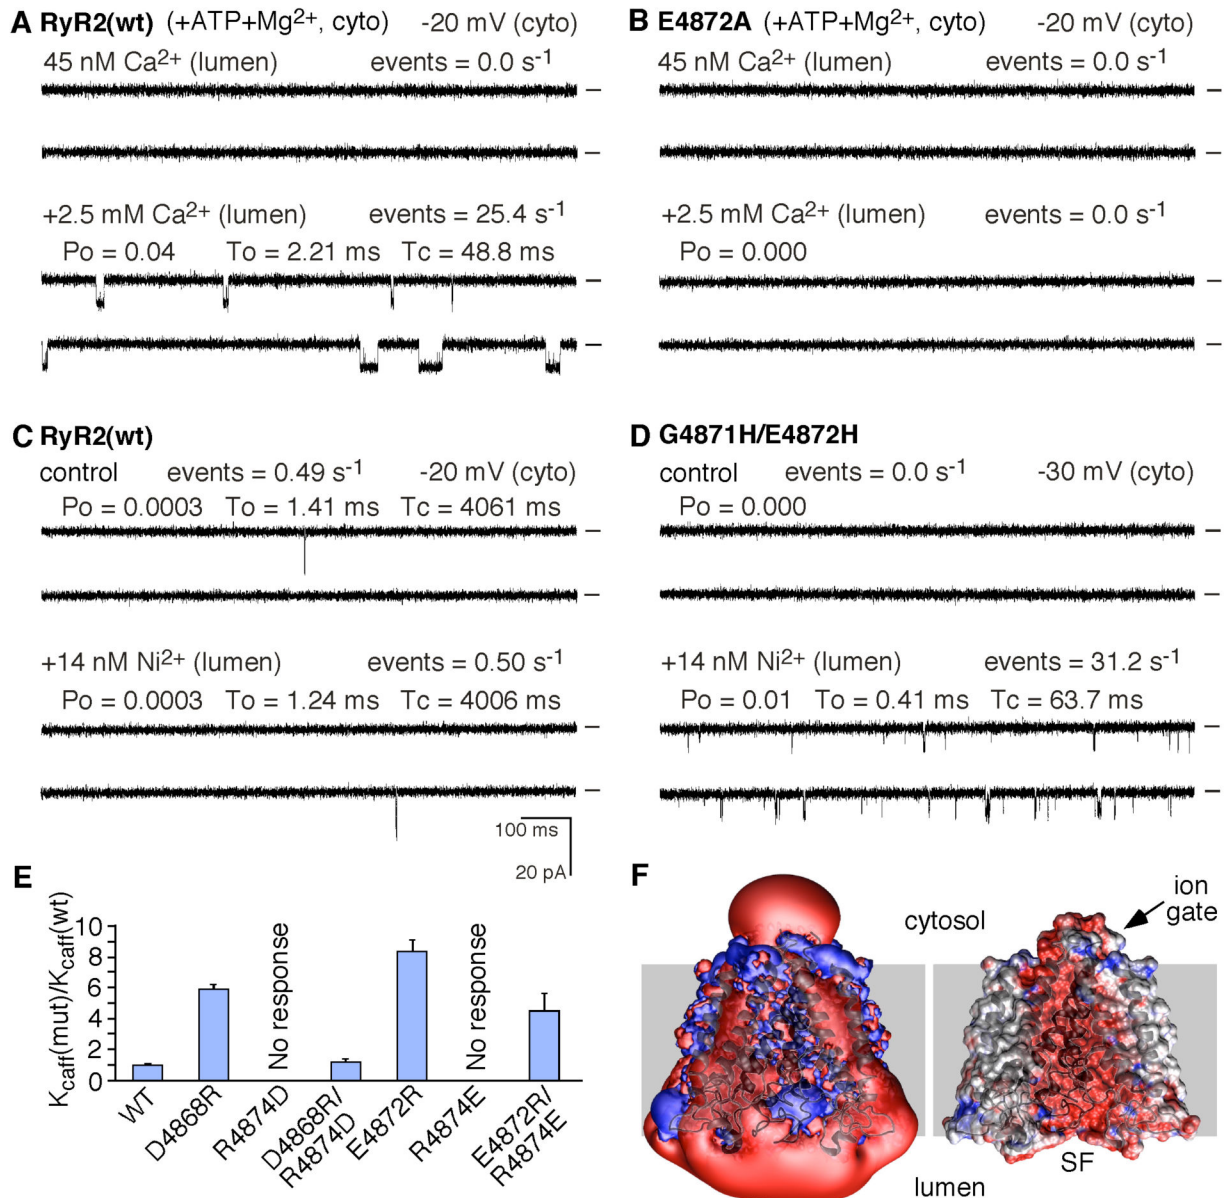 A RyR2(wt) (+ATP+Mg2+, cyto) -20 mV (cyto)
45 nM Ca2+ (lumen) events = 0.0 s-1
+2.5 mM Ca2+ (lumen) events = 25.4 s-1
Po = 0.04 To = 2.21 ms Tc = 48.8 ms
B E4872A (+ATP+Mg2+, cyto) -20 mV (cyto)
45 nM Ca2+ (lumen) events = 0.0 s-1
+2.5 mM Ca2+ (lumen) events = 0.0 s-1
Po = 0.000
C RyR2(wt)
control events = 0.49 s-1 -20 mV (cyto)
Po = 0.0003 To = 1.41 ms Tc = 4061 ms
+14 nM Ni2+ (lumen) events = 0.50 s-1
Po = 0.0003 To = 1.24 ms Tc = 4006 ms
100 ms
20 pA
D G4871H/E4872H
control events = 0.0 s-1 -30 mV (cyto)
Po = 0.000
+14 nM Ni2+ (lumen) events = 31.2 s-1
Po = 0.01 To = 0.41 ms Tc = 63.7 ms
E
Kcaff(mut)/Kcaff(wt)
10
8
6
4
2
0
No response
No response
WT
D4868R
R4874D
D4868R/
R4874D
E4872R
R4874E
E4872R/
R4874E
F
cytosol
ion
gate
SF
lumen